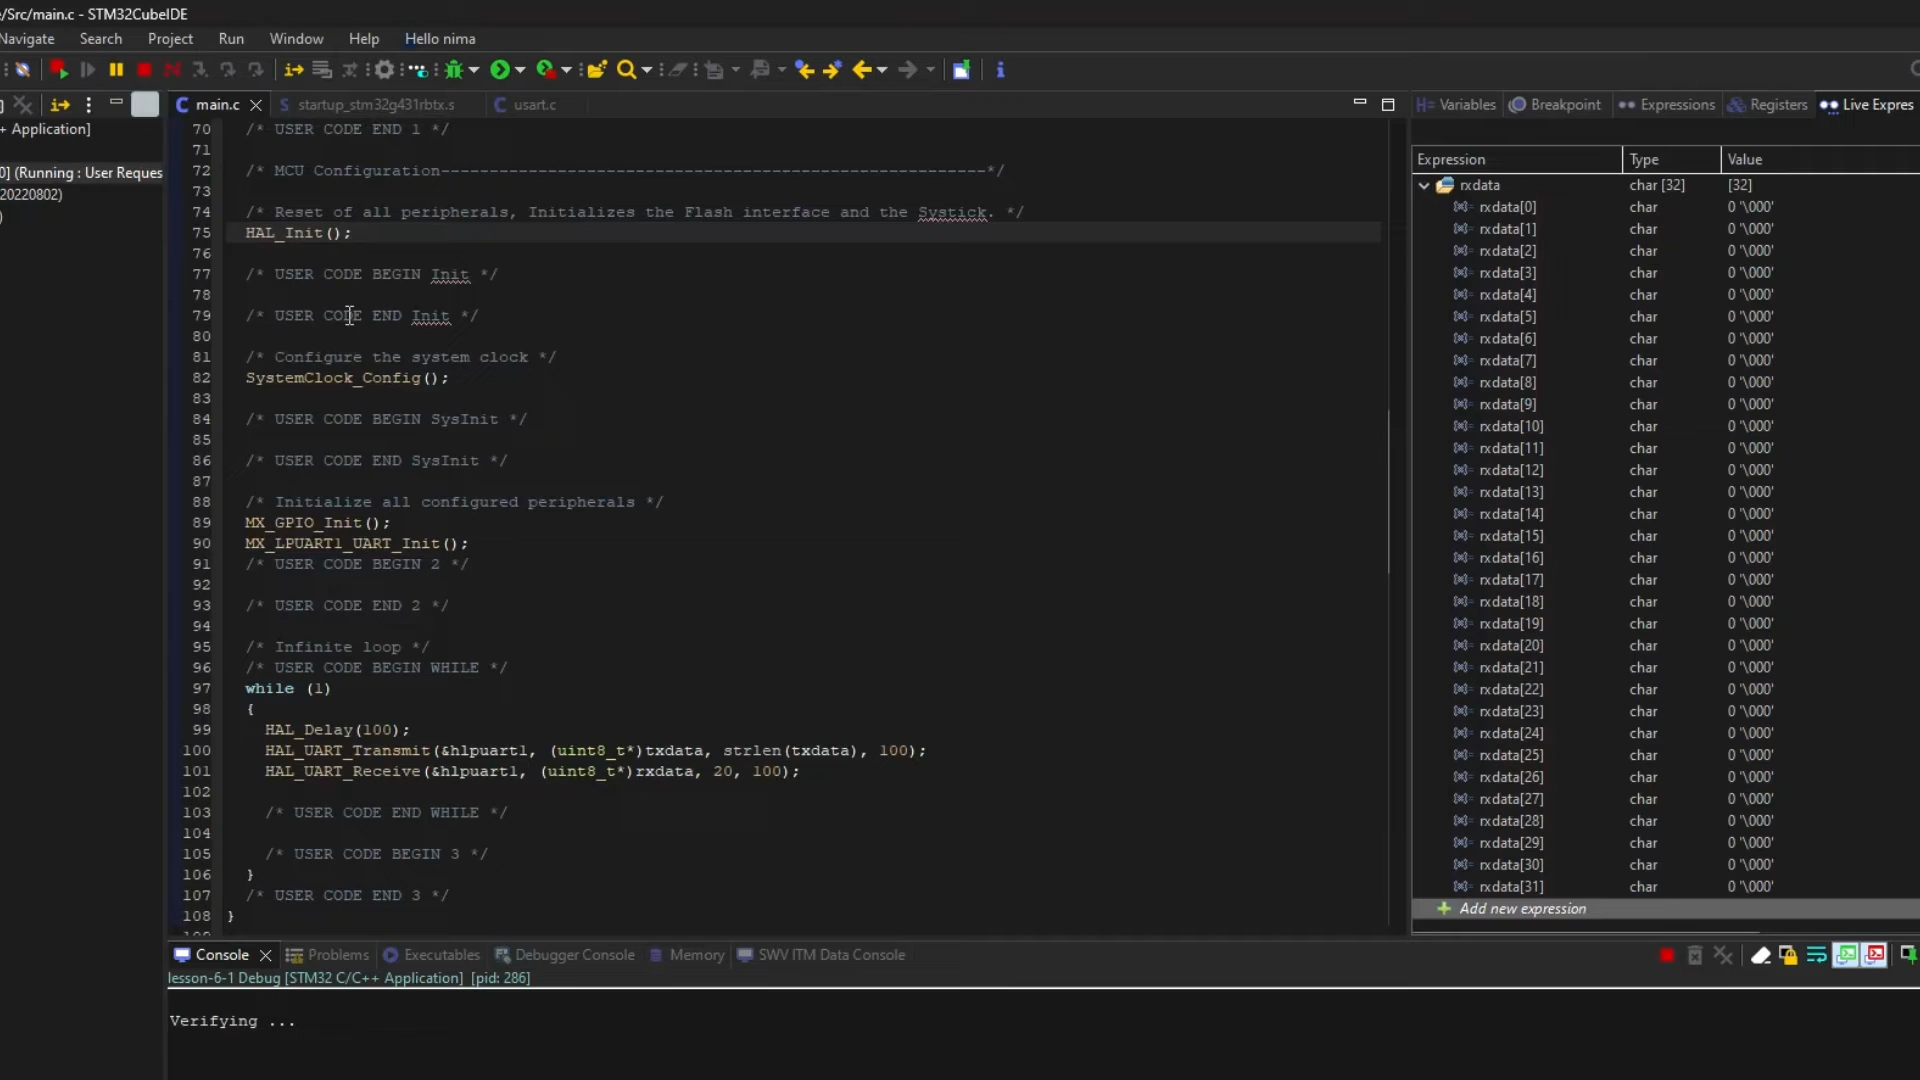 e/Src/main.c - STM32CubeIDE
Navigate Search Project Run Window Help Hello nima
main.c startup_stm32g431rbtx.s usart.c
Variables Breakpoint Expressions Registers Live Expres
+ Application]
0] (Running : User Reques
20220802)
)
70 /* USER CODE END 1 */
71
72 /* MCU Configuration--------------------------------------------------------*/
73
74 /* Reset of all peripherals, Initializes the Flash interface and the Systick. */
75 HAL_Init();
76
77 /* USER CODE BEGIN Init */
78
79 /* USER CODE END Init */
80
81 /* Configure the system clock */
82 SystemClock_Config();
83
84 /* USER CODE BEGIN SysInit */
85
86 /* USER CODE END SysInit */
87
88 /* Initialize all configured peripherals */
89 MX_GPIO_Init();
90 MX_LPUART1_UART_Init();
91 /* USER CODE BEGIN 2 */
92
93 /* USER CODE END 2 */
94
95 /* Infinite loop */
96 /* USER CODE BEGIN WHILE */
97 while (1)
98 {
99 HAL_Delay(100);
100 HAL_UART_Transmit(&hlpuart1, (uint8_t*)txdata, strlen(txdata), 100);
101 HAL_UART_Receive(&hlpuart1, (uint8_t*)rxdata, 20, 100);
102
103 /* USER CODE END WHILE */
104
105 /* USER CODE BEGIN 3 */
106 }
107 /* USER CODE END 3 */
108 }
Expression Type Value
rxdata char [32] [32]
rxdata[0] char 0 '\000'
rxdata[1] char 0 '\000'
rxdata[2] char 0 '\000'
rxdata[3] char 0 '\000'
rxdata[4] char 0 '\000'
rxdata[5] char 0 '\000'
rxdata[6] char 0 '\000'
rxdata[7] char 0 '\000'
rxdata[8] char 0 '\000'
rxdata[9] char 0 '\000'
rxdata[10] char 0 '\000'
rxdata[11] char 0 '\000'
rxdata[12] char 0 '\000'
rxdata[13] char 0 '\000'
rxdata[14] char 0 '\000'
rxdata[15] char 0 '\000'
rxdata[16] char 0 '\000'
rxdata[17] char 0 '\000'
rxdata[18] char 0 '\000'
rxdata[19] char 0 '\000'
rxdata[20] char 0 '\000'
rxdata[21] char 0 '\000'
rxdata[22] char 0 '\000'
rxdata[23] char 0 '\000'
rxdata[24] char 0 '\000'
rxdata[25] char 0 '\000'
rxdata[26] char 0 '\000'
rxdata[27] char 0 '\000'
rxdata[28] char 0 '\000'
rxdata[29] char 0 '\000'
rxdata[30] char 0 '\000'
rxdata[31] char 0 '\000'
Add new expression
Console Problems Executables Debugger Console Memory SWV ITM Data Console
lesson-6-1 Debug [STM32 C/C++ Application] [pid: 286]
Verifying ...